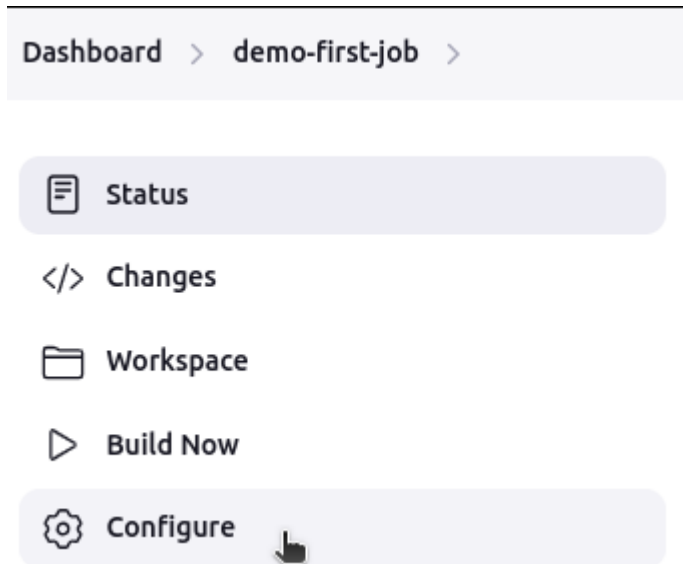 Dashboard > demo-first-job >
Status
Changes
Workspace
Build Now
Configure